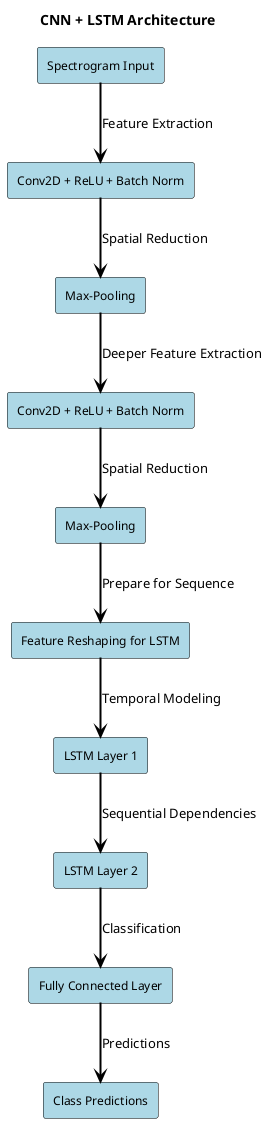 CNN + LSTM Architecture
Spectrogram Input
Feature Extraction
Conv2D + ReLU + Batch Norm
Spatial Reduction
Max-Pooling
Deeper Feature Extraction
Conv2D + ReLU + Batch Norm
Spatial Reduction
Max-Pooling
Prepare for Sequence
Feature Reshaping for LSTM
Temporal Modeling
LSTM Layer 1
Sequential Dependencies
LSTM Layer 2
Classification
Fully Connected Layer
Predictions
Class Predictions